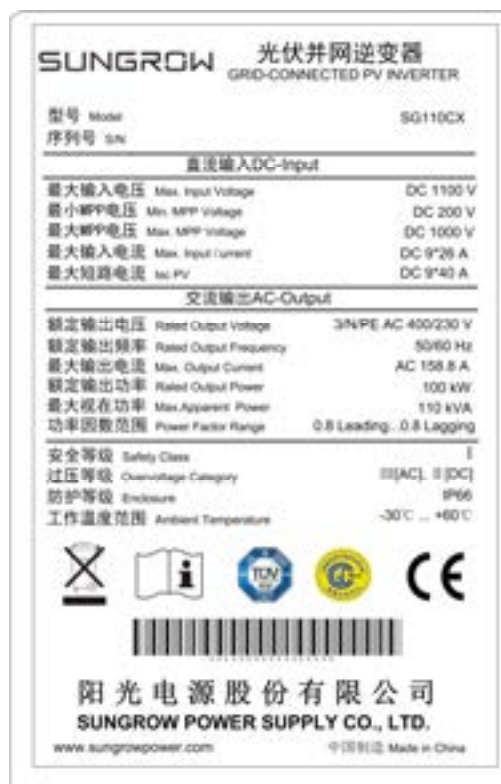 SUNGROW 光伏并网逆变器
GRID-CONNECTED PV INVERTER
型号 Model SG110CX
序列号 S/N
直流输入DC-Input
最大输入电压 Max. Input Voltage DC 1100 V
最小MPP电压 Min. MPP Voltage DC 200 V
最大MPP电压 Max. MPP Voltage DC 1000 V
最大输入电流 Max. Input Current DC 9*26 A
最大短路电流 Isc PV DC 9*40 A
交流输出AC-Output
额定输出电压 Rated Output Voltage 3/N/PE AC 400/230 V
额定输出频率 Rated Output Frequency 50/60 Hz
最大输出电流 Max. Output Current AC 158.8 A
额定输出功率 Rated Output Power 100 kW
最大视在功率 Max.Apparent Power 110 kVA
功率因数范围 Power Factor Range 0.8 Leading...0.8 Lagging
安全等级 Safety Class I
过压等级 Overvoltage Category III[AC], II [DC]
防护等级 Enclosure IP66
工作温度范围 Ambient Temperature -30℃ ... +60℃
TÜV CE
阳光电源股份有限公司
SUNGROW POWER SUPPLY CO., LTD.
www.sungrowpower.com 中国制造 Made in China